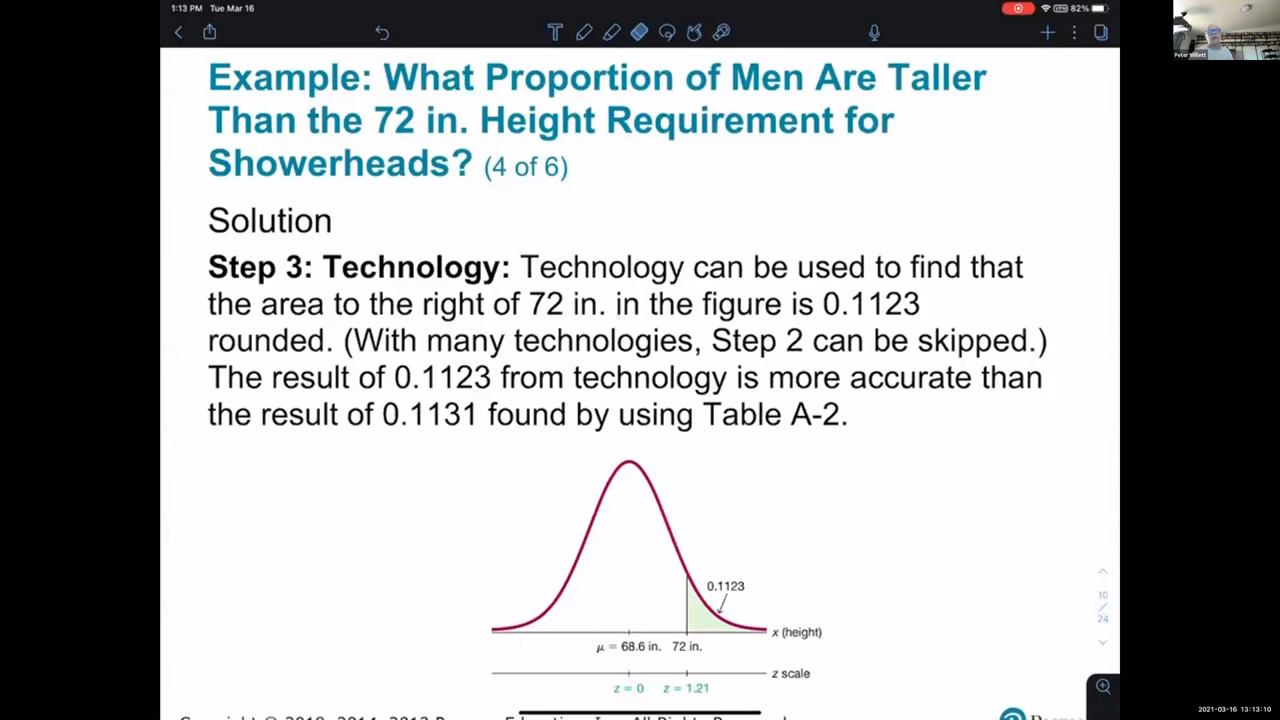 1:13 PM Tue Mar 16
82%
Peter Willett
Example: What Proportion of Men Are Taller
Than the 72 in. Height Requirement for
Showerheads? (4 of 6)
Solution
Step 3: Technology: Technology can be used to find that
the area to the right of 72 in. in the figure is 0.1123
rounded. (With many technologies, Step 2 can be skipped.)
The result of 0.1123 from technology is more accurate than
the result of 0.1131 found by using Table A-2.
0.1123
x (height)
μ = 68.6 in. 72 in.
z scale
z = 0 z = 1.21
10
/
24
2021-03-16 13:13:10